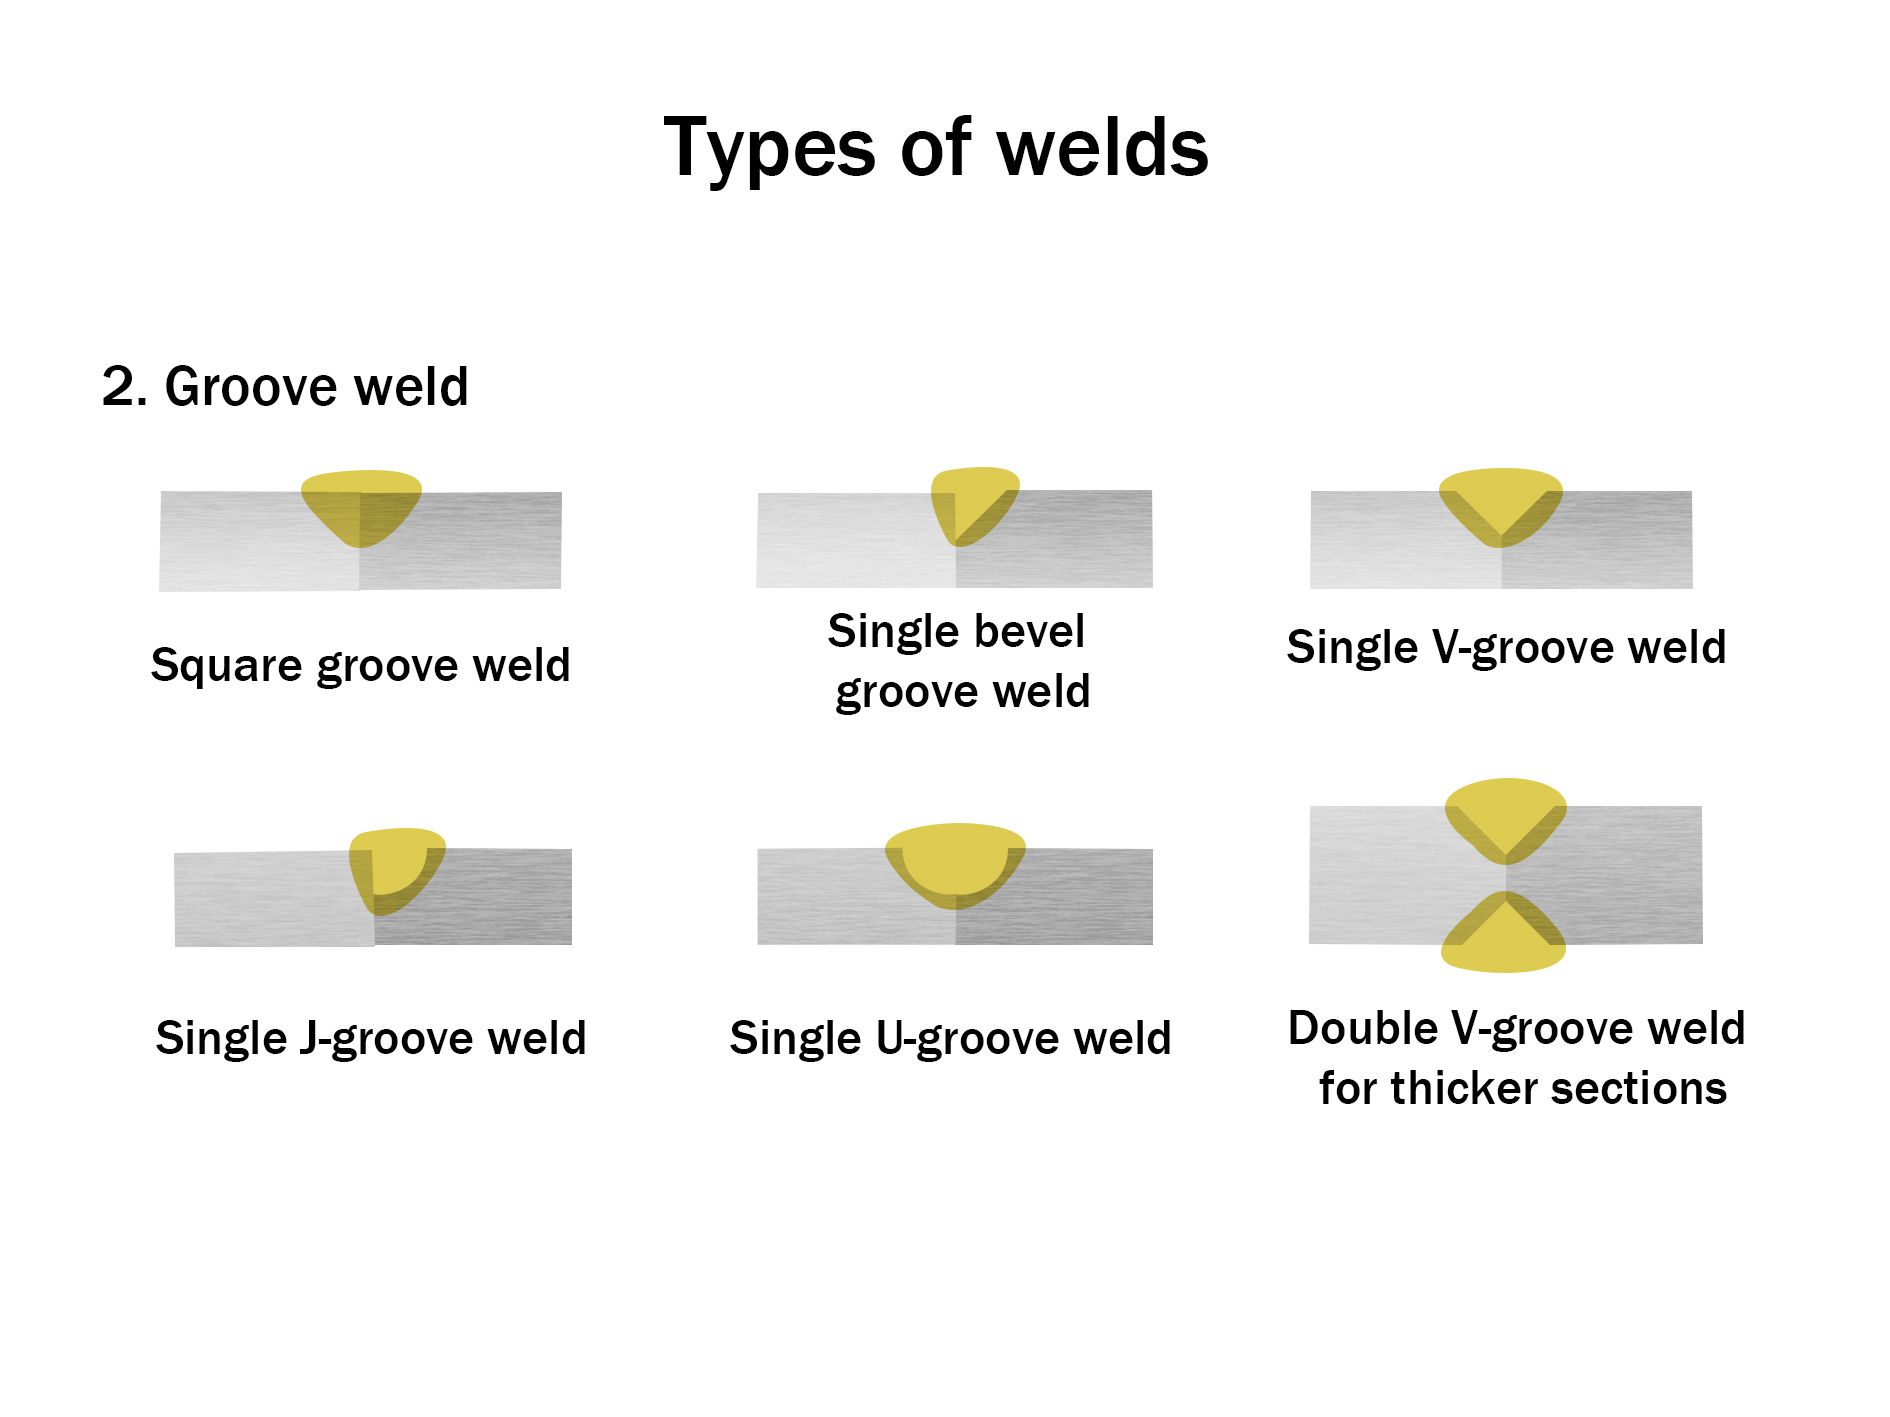 Types of welds
2. Groove weld
Square groove weld
Single bevel
groove weld
Single V-groove weld
Single J-groove weld
Single U-groove weld
Double V-groove weld
for thicker sections